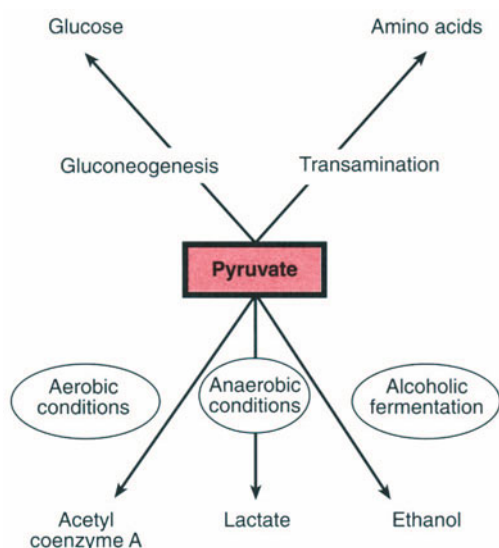 Glucose
Amino acids
Gluconeogenesis
Transamination
Pyruvate
Aerobic
conditions
Anaerobic
conditions
Alcoholic
fermentation
Acetyl
coenzyme A
Lactate
Ethanol